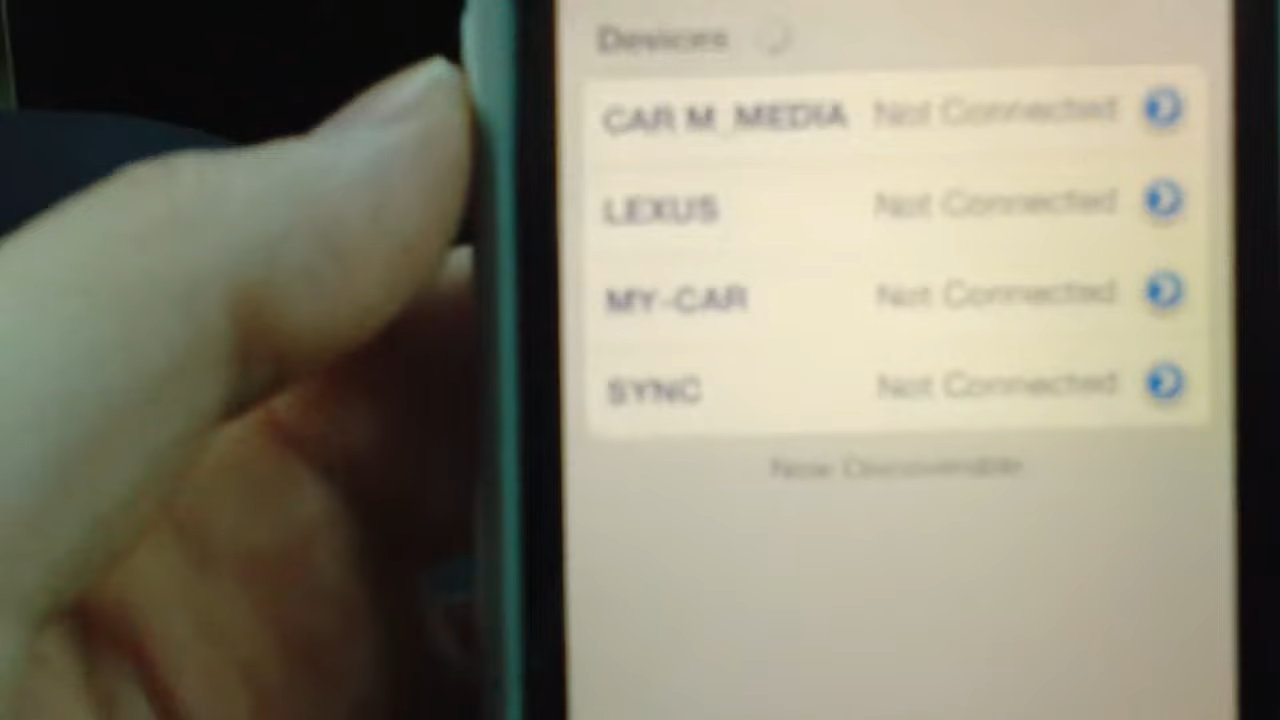 Devices
CAR M_MEDIA Not Connected
LEXUS Not Connected
MY-CAR Not Connected
SYNC Not Connected
Now Discoverable